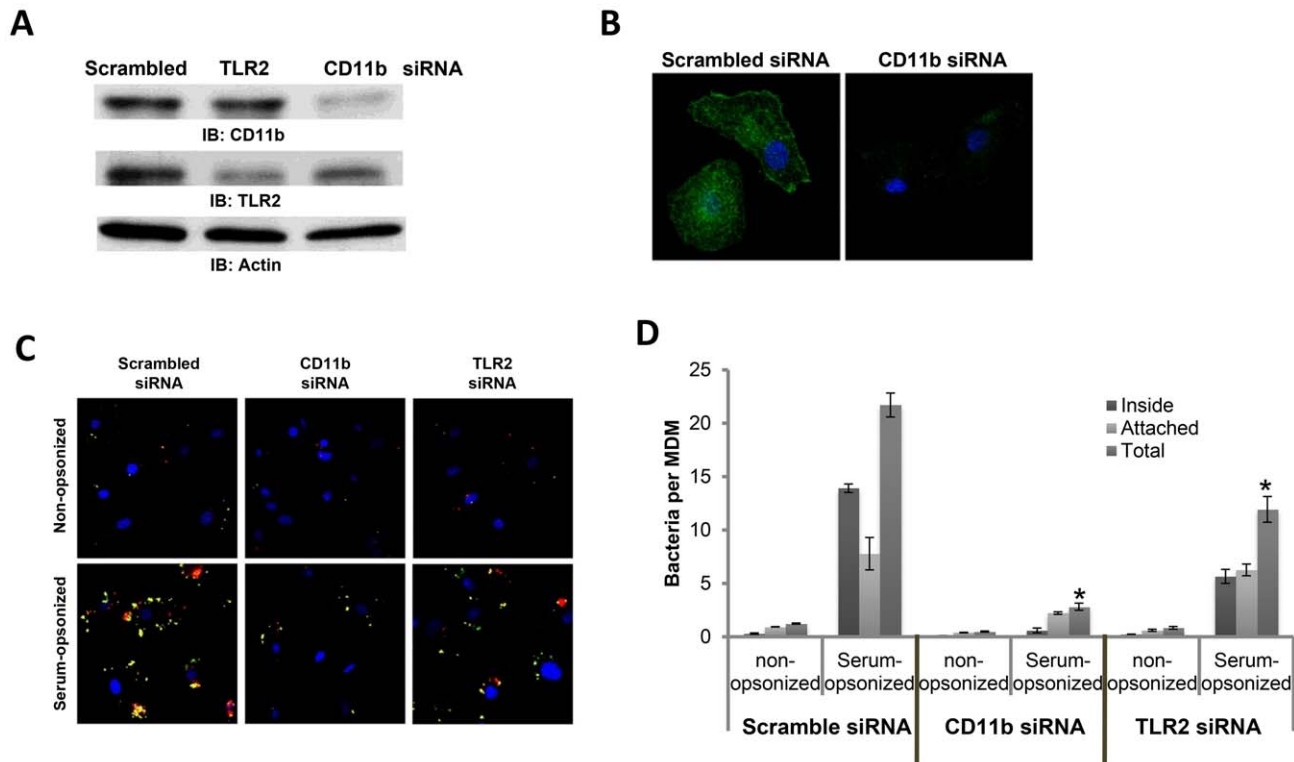 A
Scrambled TLR2 CD11b siRNA
IB: CD11b
IB: TLR2
IB: Actin
B
Scrambled siRNA CD11b siRNA
C
Scrambled siRNA
CD11b siRNA
TLR2 siRNA
Non-opsonized
Serum-opsonized
D
Bacteria per MDM
25
20
15
10
5
0
Inside
Attached
Total
*
*
non- Serum- non- Serum- non- Serum-
opsonized opsonized opsonized opsonized opsonized opsonized
Scramble siRNA CD11b siRNA TLR2 siRNA